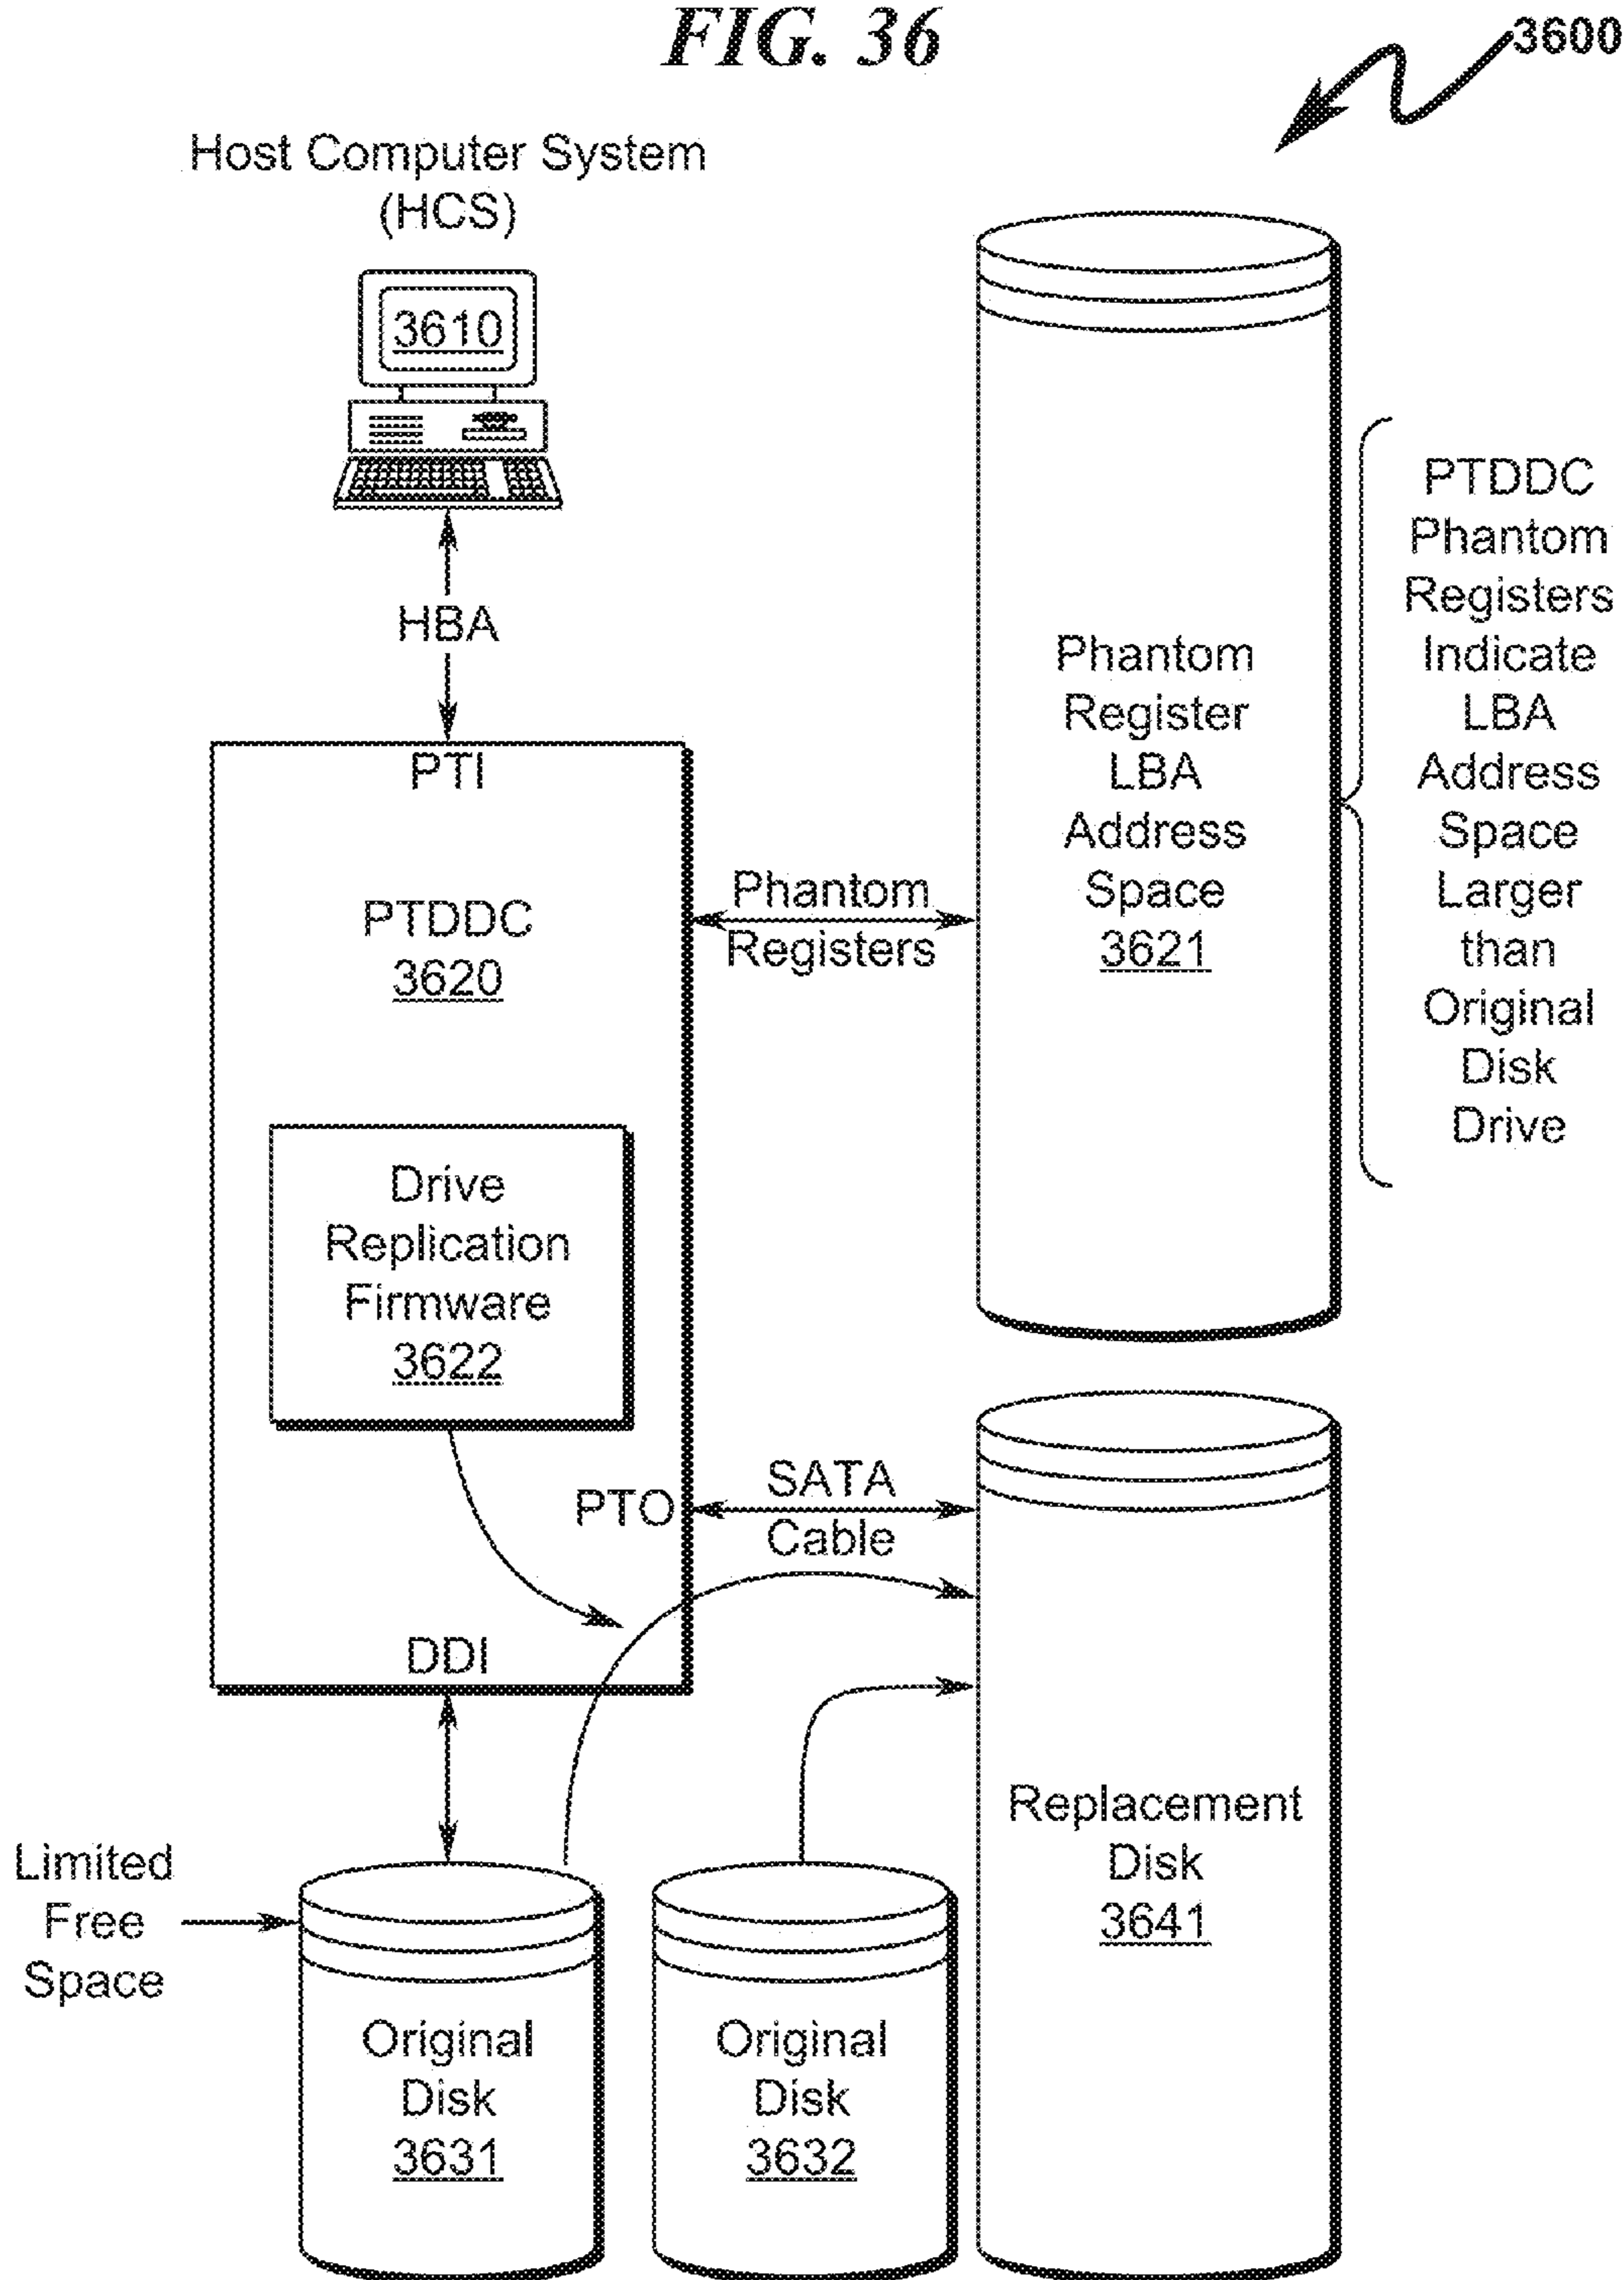 FIG. 36
3600
Host Computer System
(HCS)
3610
HBA
PTI
PTDDC
3620
Drive
Replication
Firmware
3622
PTO
DDI
Phantom
Registers
Phantom
Register
LBA
Address
Space
3621
PTDDC
Phantom
Registers
Indicate
LBA
Address
Space
Larger
than
Original
Disk
Drive
SATA
Cable
Limited
Free
Space
Original
Disk
3631
Original
Disk
3632
Replacement
Disk
3641